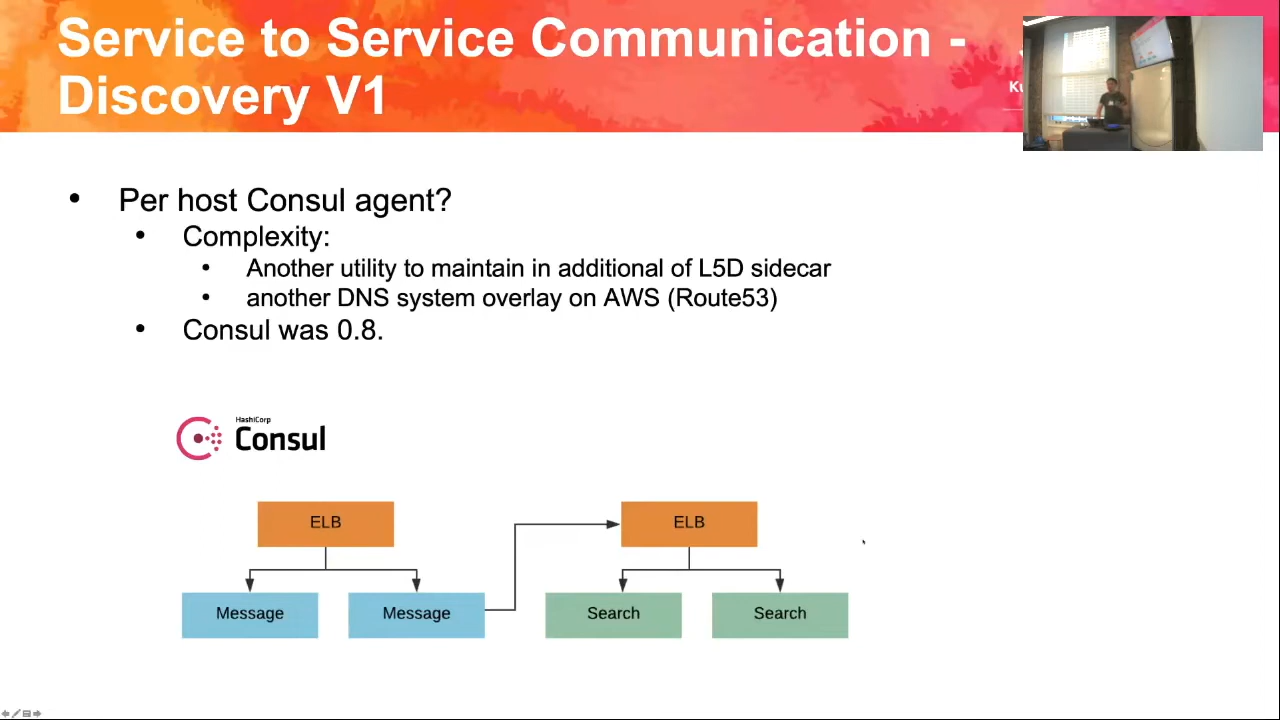 Service to Service Communication -
Discovery V1
Per host Consul agent?
Complexity:
Another utility to maintain in additional of L5D sidecar
another DNS system overlay on AWS (Route53)
Consul was 0.8.
HashiCorp
Consul
ELB
ELB
Message
Message
Search
Search